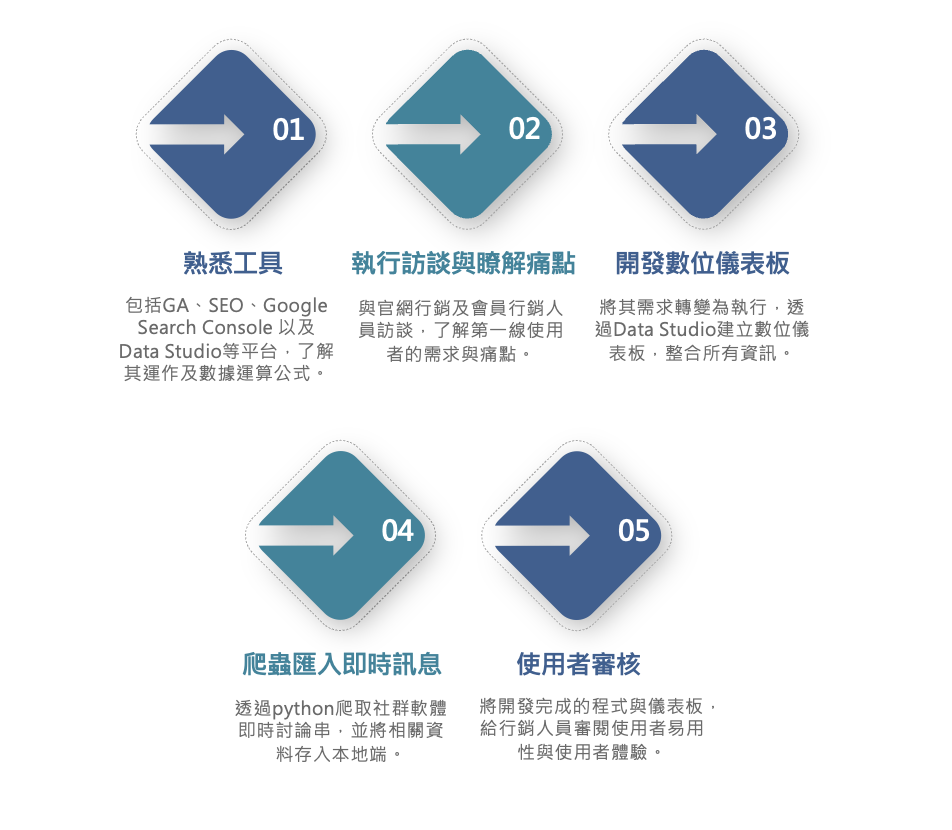 01
02
03
熟悉工具
執行訪談與瞭解痛點
開發數位儀表板
包括GA、SEO、Google
Search Console 以及
Data Studio等平台，了解
其運作及數據運算公式。
與官網行銷及會員行銷人
員訪談，了解第一線使用
者的需求與痛點。
將其需求轉變為執行，透
過Data Studio建立數位儀
表板，整合所有資訊。
04
05
爬蟲匯入即時訊息
使用者審核
透過python爬取社群軟體
即時討論串，並將相關資
料存入本地端。
將開發完成的程式與儀表板，
給行銷人員審閱使用者易用
性與使用者體驗。